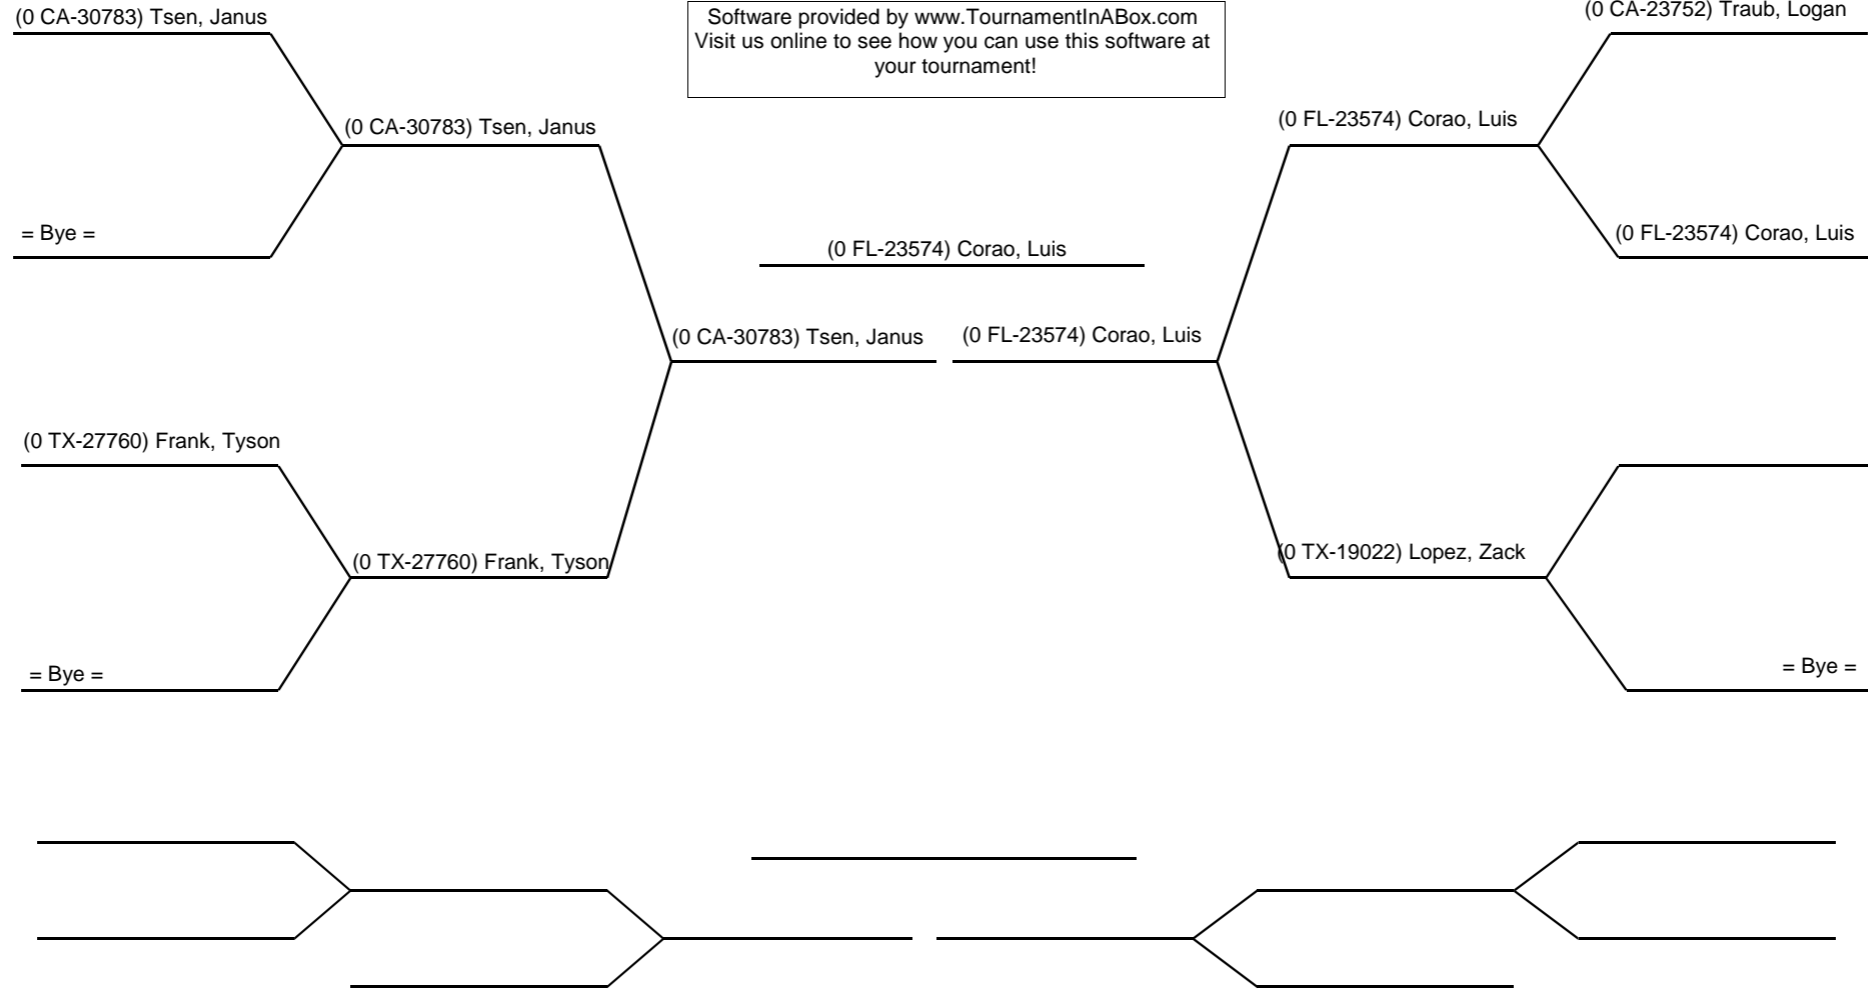 (0 CA-30783) Tsen, Janus
Software provided by www.TournamentInABox.com
Visit us online to see how you can use this software at
your tournament!
(0 CA-23752) Traub, Logan
(0 CA-30783) Tsen, Janus
(0 FL-23574) Corao, Luis
= Bye =
(0 FL-23574) Corao, Luis
(0 FL-23574) Corao, Luis
(0 CA-30783) Tsen, Janus
(0 FL-23574) Corao, Luis
(0 TX-27760) Frank, Tyson
(0 TX-27760) Frank, Tyson
(0 TX-19022) Lopez, Zack
= Bye =
= Bye =